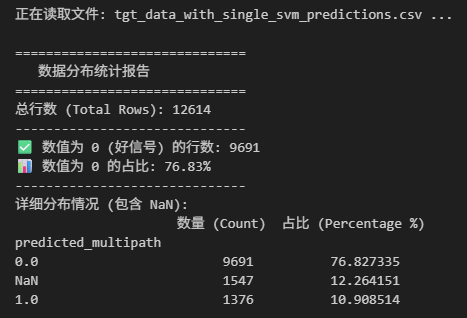 正在读取文件: tgt_data_with_single_svm_predictions.csv ...
==============================
数据分布统计报告
==============================
总行数 (Total Rows): 12614
------------------------------
✅ 数值为 0 (好信号) 的行数: 9691
📊 数值为 0 的占比: 76.83%
------------------------------
详细分布情况 (包含 NaN):
数量 (Count) 占比 (Percentage %)
predicted_multipath
0.0 9691 76.827335
NaN 1547 12.264151
1.0 1376 10.908514